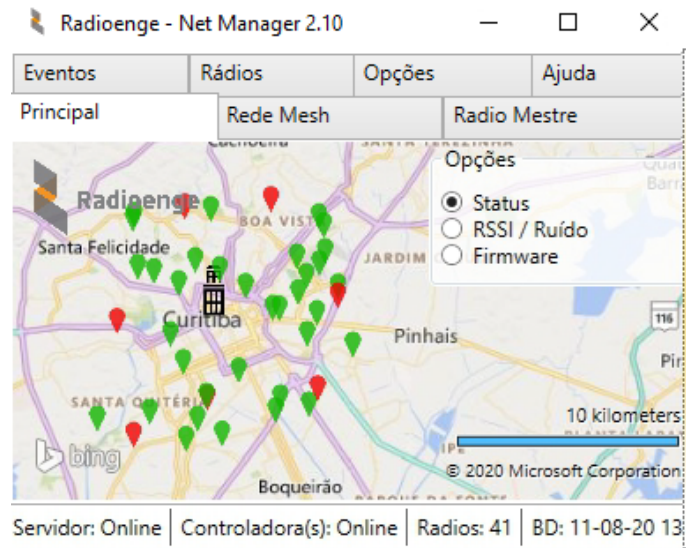 Radioenge - Net Manager 2.10
Eventos Rádios Opções Ajuda
Principal Rede Mesh Radio Mestre
Opções
Radioenge
Status
BOA VISTA
RSSI / Ruído
Santa Felicidade
JARDIM
Firmware
Curitiba
116
Pinhais
SANTA QUITÉRIA
10 kilometers
bing
© 2020 Microsoft Corporation
Boqueirão
Servidor: Online Controladora(s): Online Radios: 41 BD: 11-08-20 13